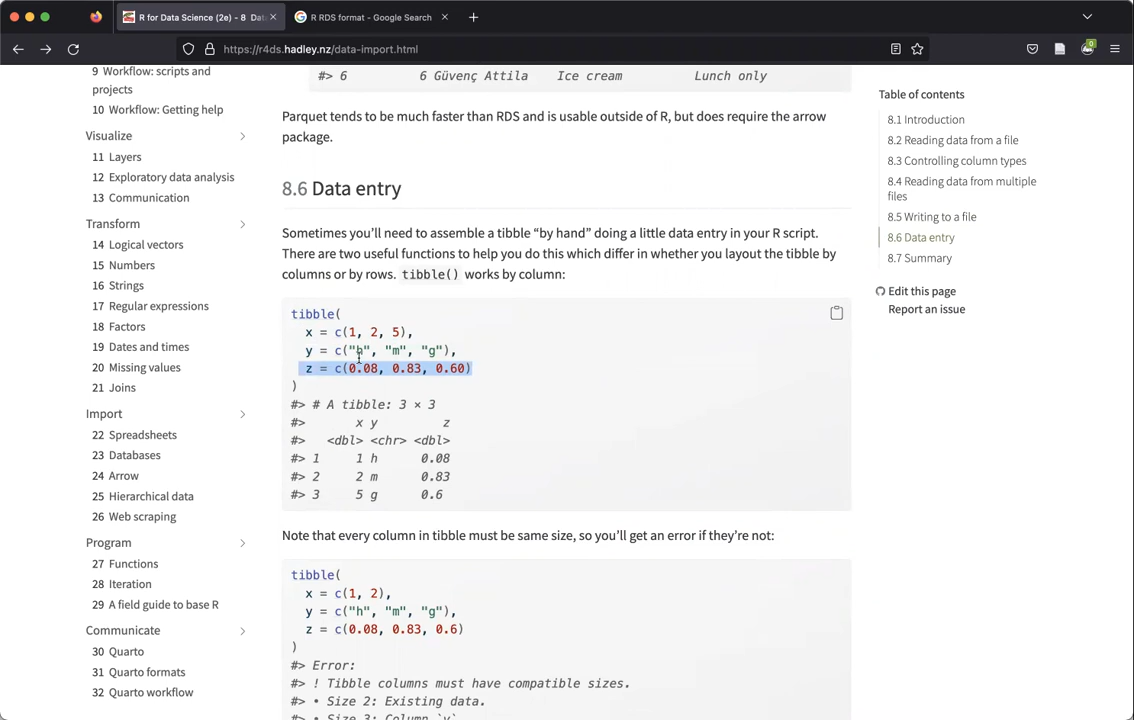 R for Data Science (2e) - 8 Dat
R RDS format - Google Search
https://r4ds.hadley.nz/data-import.html
0
9 Workflow: scripts and
projects
10 Workflow: Getting help
Visualize
11 Layers
12 Exploratory data analysis
13 Communication
Transform
14 Logical vectors
15 Numbers
16 Strings
17 Regular expressions
18 Factors
19 Dates and times
20 Missing values
21 Joins
Import
22 Spreadsheets
23 Databases
24 Arrow
25 Hierarchical data
26 Web scraping
Program
27 Functions
28 Iteration
29 A field guide to base R
Communicate
30 Quarto
31 Quarto formats
32 Quarto workflow
#> 6 6 Güvenç Attila Ice cream Lunch only
Parquet tends to be much faster than RDS and is usable outside of R, but does require the arrow
package.
8.6 Data entry
Sometimes you’ll need to assemble a tibble “by hand” doing a little data entry in your R script.
There are two useful functions to help you do this which differ in whether you layout the tibble by
columns or by rows. tibble() works by column:
tibble(
x = c(1, 2, 5),
y = c("h", "m", "g"),
z = c(0.08, 0.83, 0.60)
)
#> # A tibble: 3 × 3
#> x y z
#> <dbl> <chr> <dbl>
#> 1 1 h 0.08
#> 2 2 m 0.83
#> 3 5 g 0.6
Note that every column in tibble must be same size, so you’ll get an error if they’re not:
tibble(
x = c(1, 2),
y = c("h", "m", "g"),
z = c(0.08, 0.83, 0.6)
)
#> Error:
#> ! Tibble columns must have compatible sizes.
#> • Size 2: Existing data.
#> • Size 3: Column `y`.
Table of contents
8.1 Introduction
8.2 Reading data from a file
8.3 Controlling column types
8.4 Reading data from multiple
files
8.5 Writing to a file
8.6 Data entry
8.7 Summary
Edit this page
Report an issue